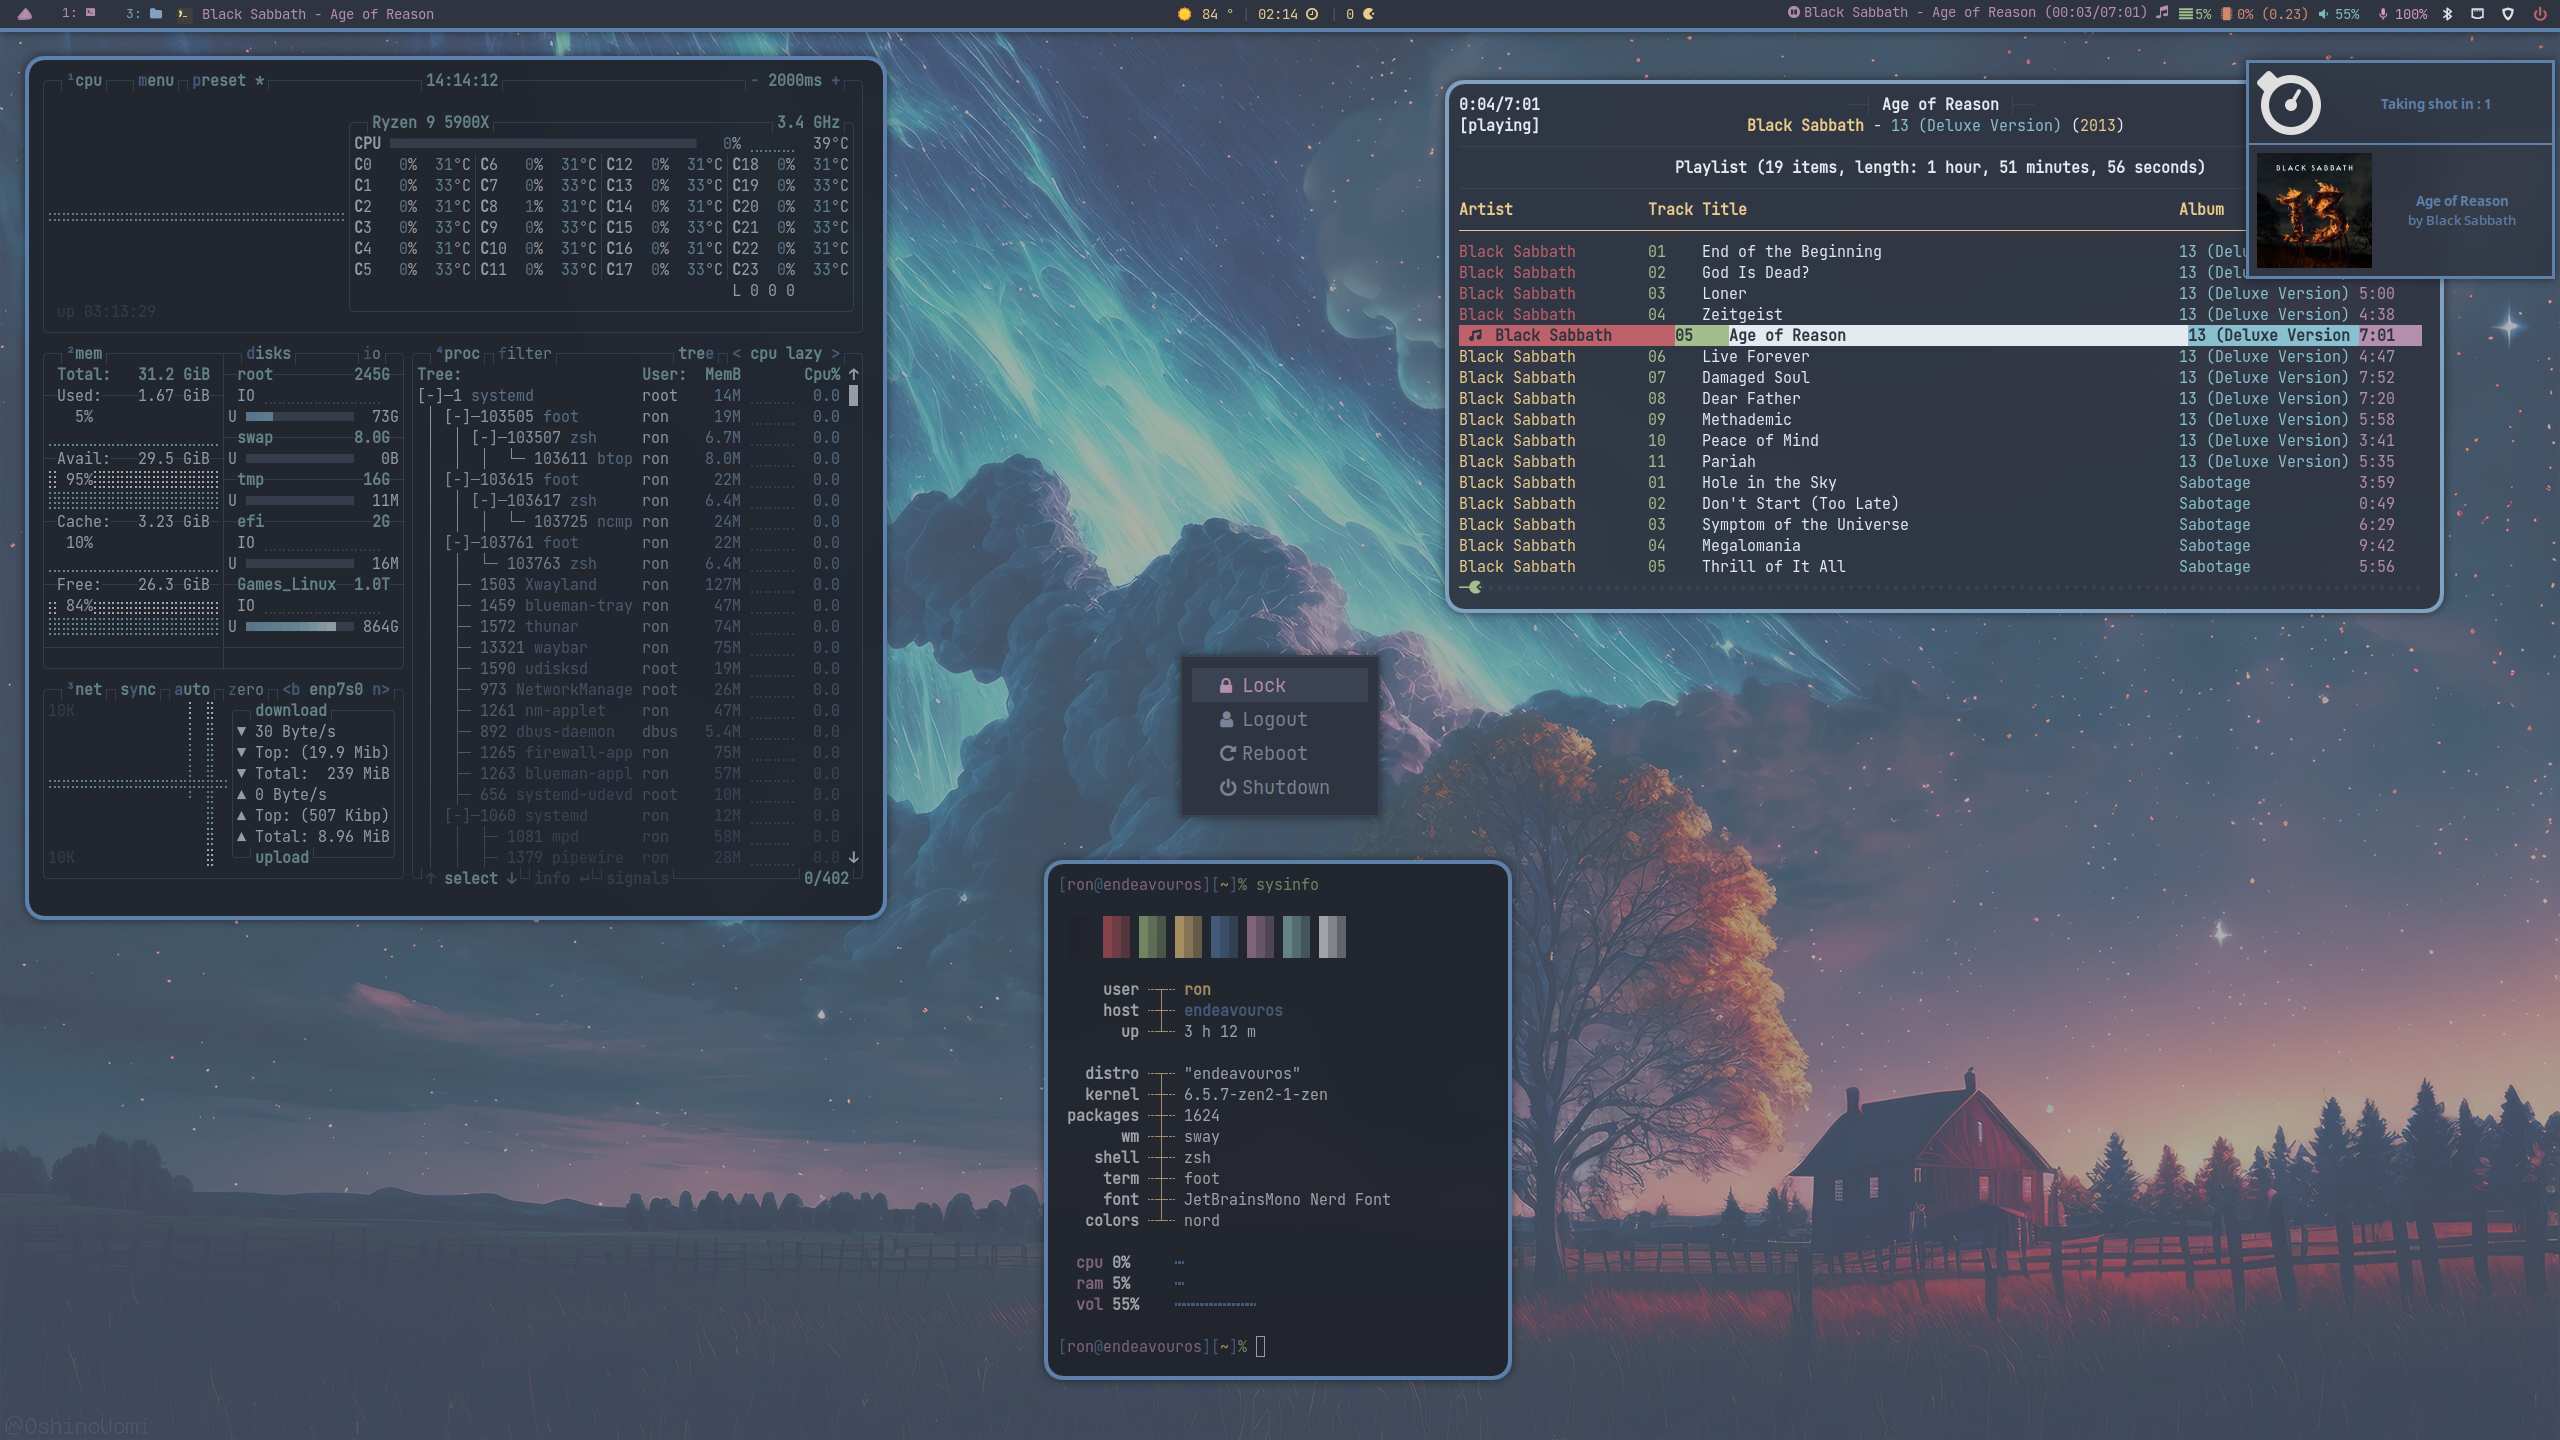 1: 3: Black Sabbath - Age of Reason
84 ° | 02:14 | 0
Black Sabbath - Age of Reason (00:03/07:01) 5% 0% (0.23) 55% 100%
¹cpu menu preset * 14:14:12 - 2000ms +
Ryzen 9 5900X 3.4 GHz
CPU 0% 39°C
C0 0% 31°C C6 0% 31°C C12 0% 31°C C18 0% 31°C
C1 0% 33°C C7 0% 33°C C13 0% 33°C C19 0% 33°C
C2 0% 31°C C8 1% 31°C C14 0% 31°C C20 0% 31°C
C3 0% 33°C C9 0% 33°C C15 0% 33°C C21 0% 33°C
C4 0% 31°C C10 0% 31°C C16 0% 31°C C22 0% 31°C
C5 0% 33°C C11 0% 33°C C17 0% 33°C C23 0% 33°C
L 0 0 0
up 03:13:29
²mem disks io
Total: 31.2 GiB root 245G
Used: 1.67 GiB IO
5% U 73G
swap 8.0G
Avail: 29.5 GiB U 0B
95% tmp 16G
U 11M
Cache: 3.23 GiB efi 2G
10% IO
U 16M
Free: 26.3 GiB Games_Linux 1.0T
84% IO
U 864G
⁴proc filter tree < cpu lazy >
Tree: User: MemB Cpu% ↑
[-]─1 systemd root 14M 0.0
[-]─103505 foot ron 19M 0.0
[-]─103507 zsh ron 6.7M 0.0
└─ 103611 btop ron 8.0M 0.0
[-]─103615 foot ron 22M 0.0
[-]─103617 zsh ron 6.4M 0.0
└─ 103725 ncmp ron 24M 0.0
[-]─103761 foot ron 22M 0.0
└─ 103763 zsh ron 6.4M 0.0
├─ 1503 Xwayland ron 127M 0.0
├─ 1459 blueman-tray ron 47M 0.0
├─ 1572 thunar ron 74M 0.0
├─ 13321 waybar ron 75M 0.0
├─ 1590 udisksd root 19M 0.0
├─ 973 NetworkManage root 26M 0.0
├─ 1261 nm-applet ron 47M 0.0
├─ 892 dbus-daemon dbus 5.4M 0.0
├─ 1265 firewall-app ron 75M 0.0
├─ 1263 blueman-appl ron 57M 0.0
├─ 656 systemd-udevd root 10M 0.0
[-]─1060 systemd ron 12M 0.0
├─ 1081 mpd ron 58M 0.0
├─ 1379 pipewire ron 28M 0.0 ↓
↑ select ↓ info ↵ signals 0/402
³net sync auto zero <b enp7s0 n>
10K download
▼ 30 Byte/s
▼ Top: (19.9 Mib)
▼ Total: 239 MiB
▲ 0 Byte/s
▲ Top: (507 Kibp)
▲ Total: 8.96 MiB
10K upload
0:04/7:01 Age of Reason
[playing] Black Sabbath - 13 (Deluxe Version) (2013)
Playlist (19 items, length: 1 hour, 51 minutes, 56 seconds)
Artist Track Title Album
Black Sabbath 01 End of the Beginning 13 (Delu
Black Sabbath 02 God Is Dead? 13 (Delu
Black Sabbath 03 Loner 13 (Deluxe Version) 5:00
Black Sabbath 04 Zeitgeist 13 (Deluxe Version) 4:38
Black Sabbath 05 Age of Reason 13 (Deluxe Version 7:01
Black Sabbath 06 Live Forever 13 (Deluxe Version) 4:47
Black Sabbath 07 Damaged Soul 13 (Deluxe Version) 7:52
Black Sabbath 08 Dear Father 13 (Deluxe Version) 7:20
Black Sabbath 09 Methademic 13 (Deluxe Version) 5:58
Black Sabbath 10 Peace of Mind 13 (Deluxe Version) 3:41
Black Sabbath 11 Pariah 13 (Deluxe Version) 5:35
Black Sabbath 01 Hole in the Sky Sabotage 3:59
Black Sabbath 02 Don't Start (Too Late) Sabotage 0:49
Black Sabbath 03 Symptom of the Universe Sabotage 6:29
Black Sabbath 04 Megalomania Sabotage 9:42
Black Sabbath 05 Thrill of It All Sabotage 5:56
Taking shot in : 1
BLACK SABBATH
13
Age of Reason
by Black Sabbath
Lock
Logout
Reboot
Shutdown
[ron@endeavouros][~]% sysinfo
user ron
host endeavouros
up 3 h 12 m
distro "endeavouros"
kernel 6.5.7-zen2-1-zen
packages 1624
wm sway
shell zsh
term foot
font JetBrainsMono Nerd Font
colors nord
cpu 0%
ram 5%
vol 55%
[ron@endeavouros][~]%
@OshinoUomi